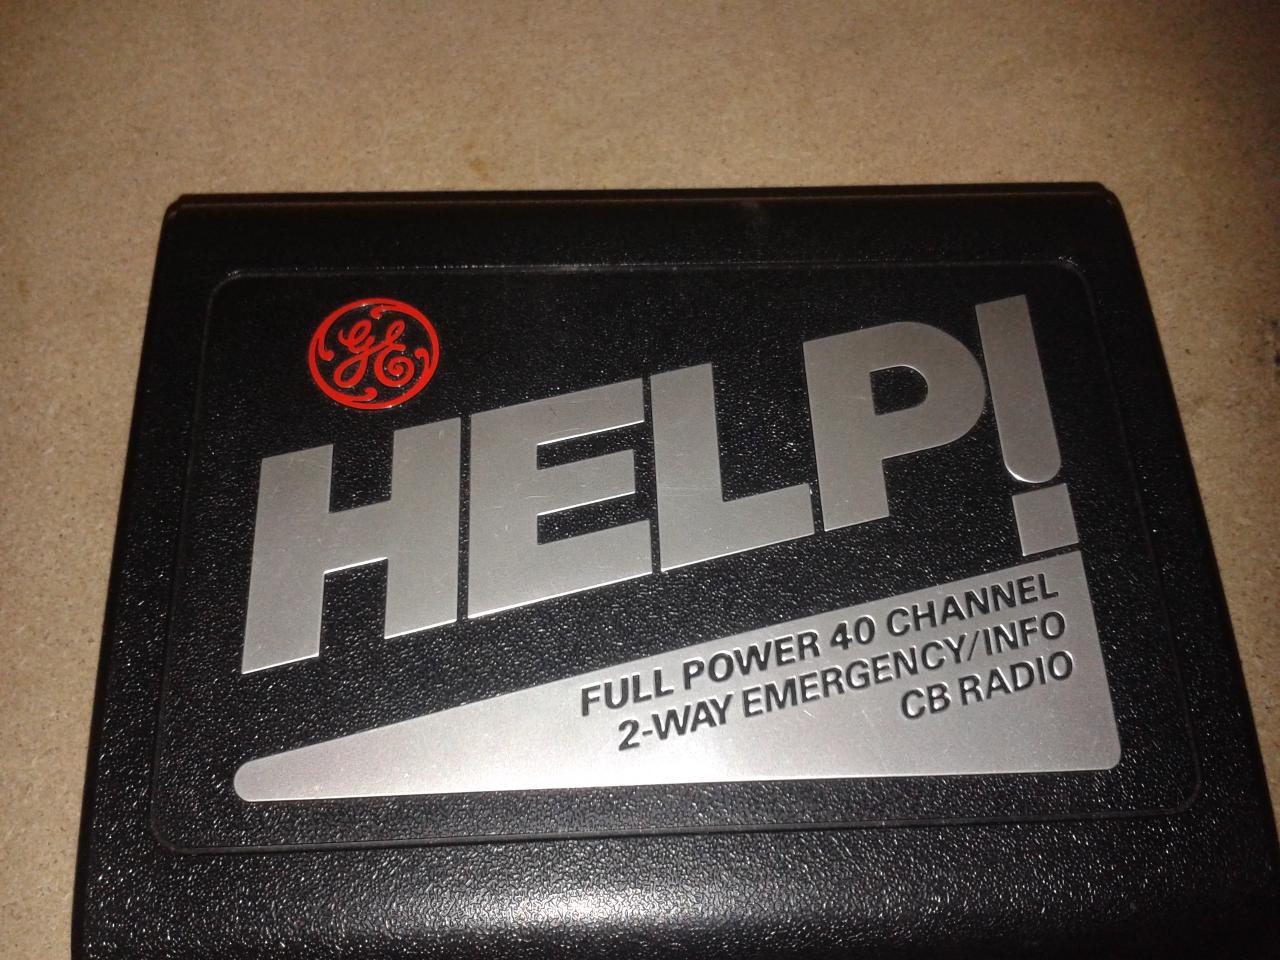 GE
HELP!
FULL POWER 40 CHANNEL
2-WAY EMERGENCY/INFO
CB RADIO